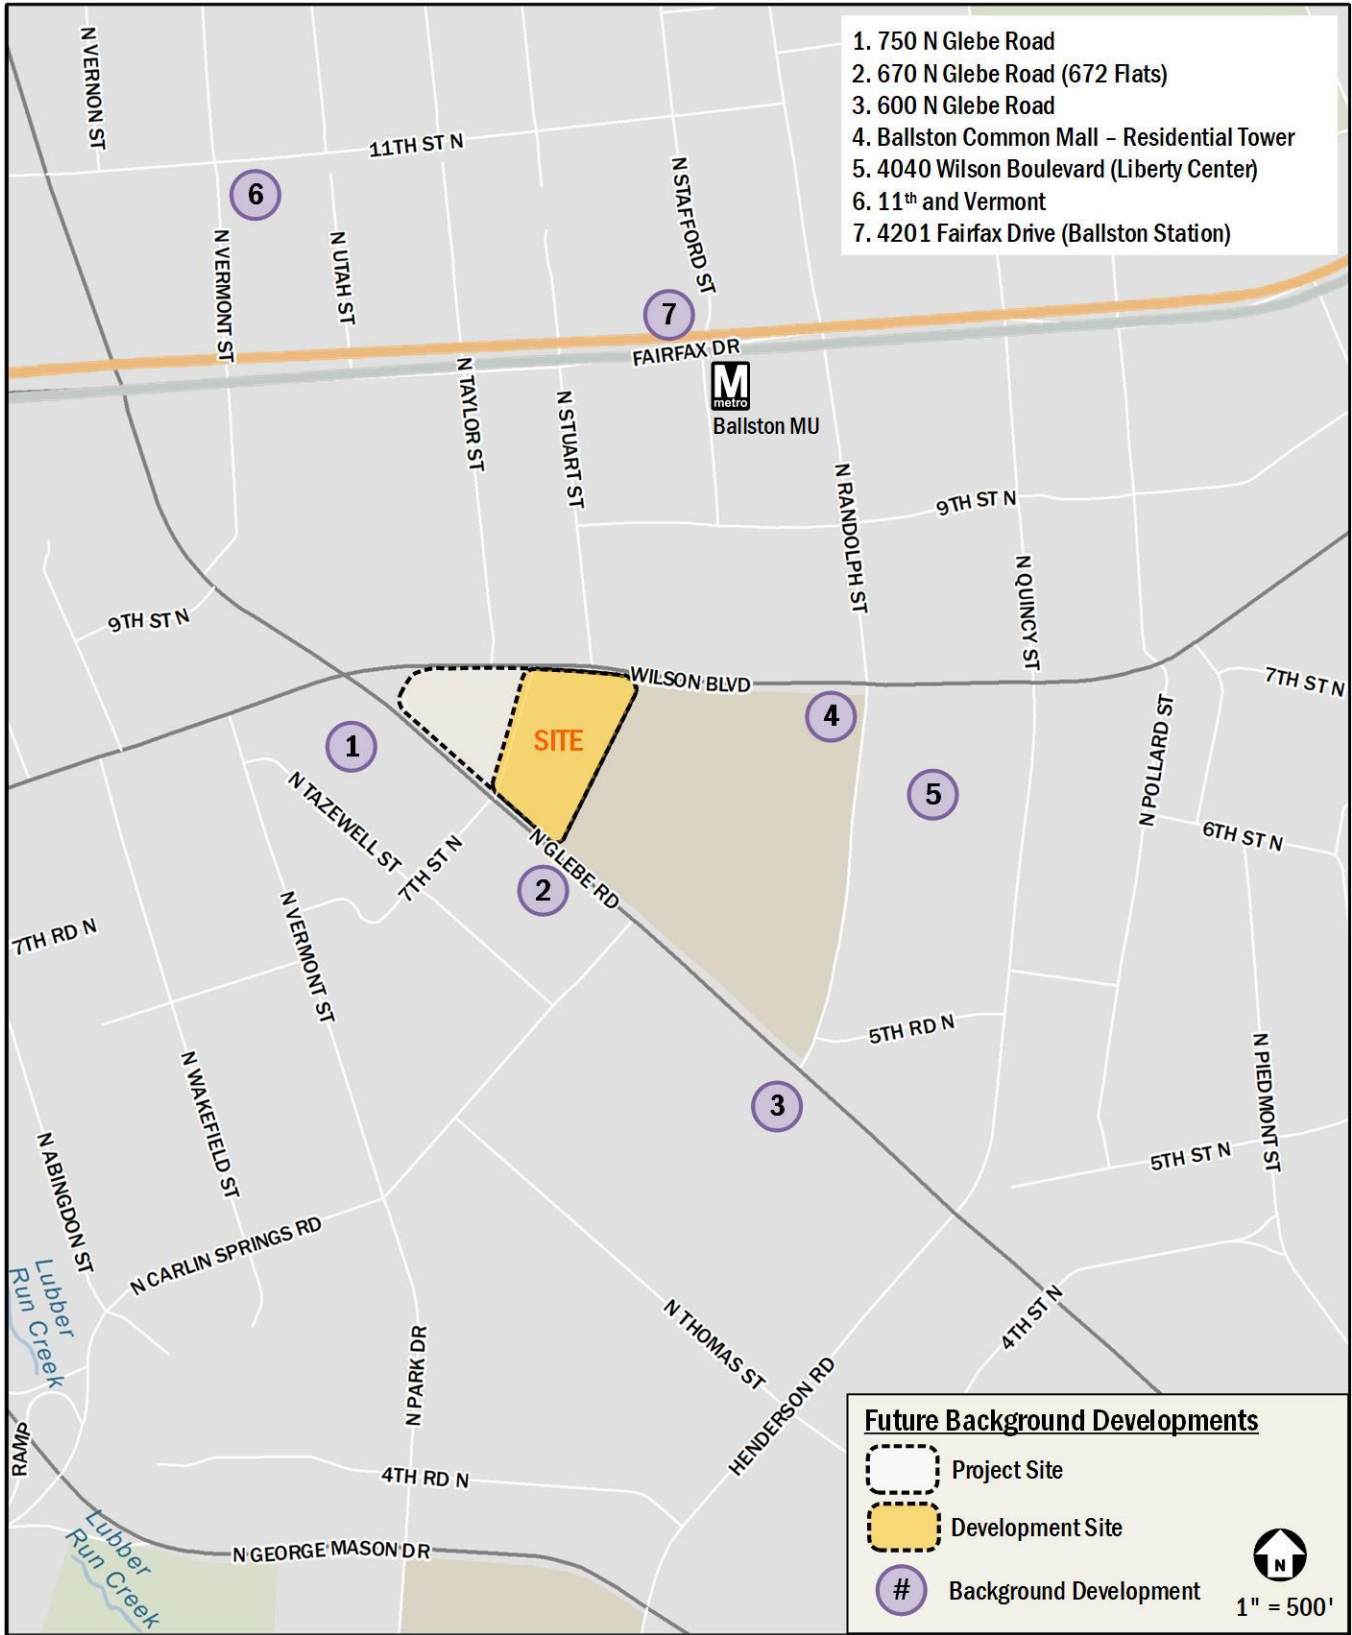 1. 750 N Glebe Road
2. 670 N Glebe Road (672 Flats)
3. 600 N Glebe Road
4. Ballston Common Mall – Residential Tower
5. 4040 Wilson Boulevard (Liberty Center)
6. 11th and Vermont
7. 4201 Fairfax Drive (Ballston Station)
N VERNON ST
11TH ST N
N STAFFORD ST
6
N VERMONT ST
N UTAH ST
7
FAIRFAX DR
M
metro
Ballston MU
N TAYLOR ST
N STUART ST
N RANDOLPH ST
9TH ST N
N QUINCY ST
9TH ST N
WILSON BLVD
7TH ST N
4
SITE
1
5
N POLLARD ST
N TAZEWELL ST
7TH ST N
N GLEBE RD
2
6TH ST N
7TH RD N
N VERMONT ST
5TH RD N
N PIEDMONT ST
N WAKEFIELD ST
3
N ABINGDON ST
5TH ST N
N CARLIN SPRINGS RD
Lubber
Run Creek
N THOMAS ST
4TH ST N
N PARK DR
HENDERSON RD
RAMP
4TH RD N
Lubber
Run Creek
N GEORGE MASON DR
Future Background Developments
Project Site
Development Site
# Background Development
N
1" = 500'